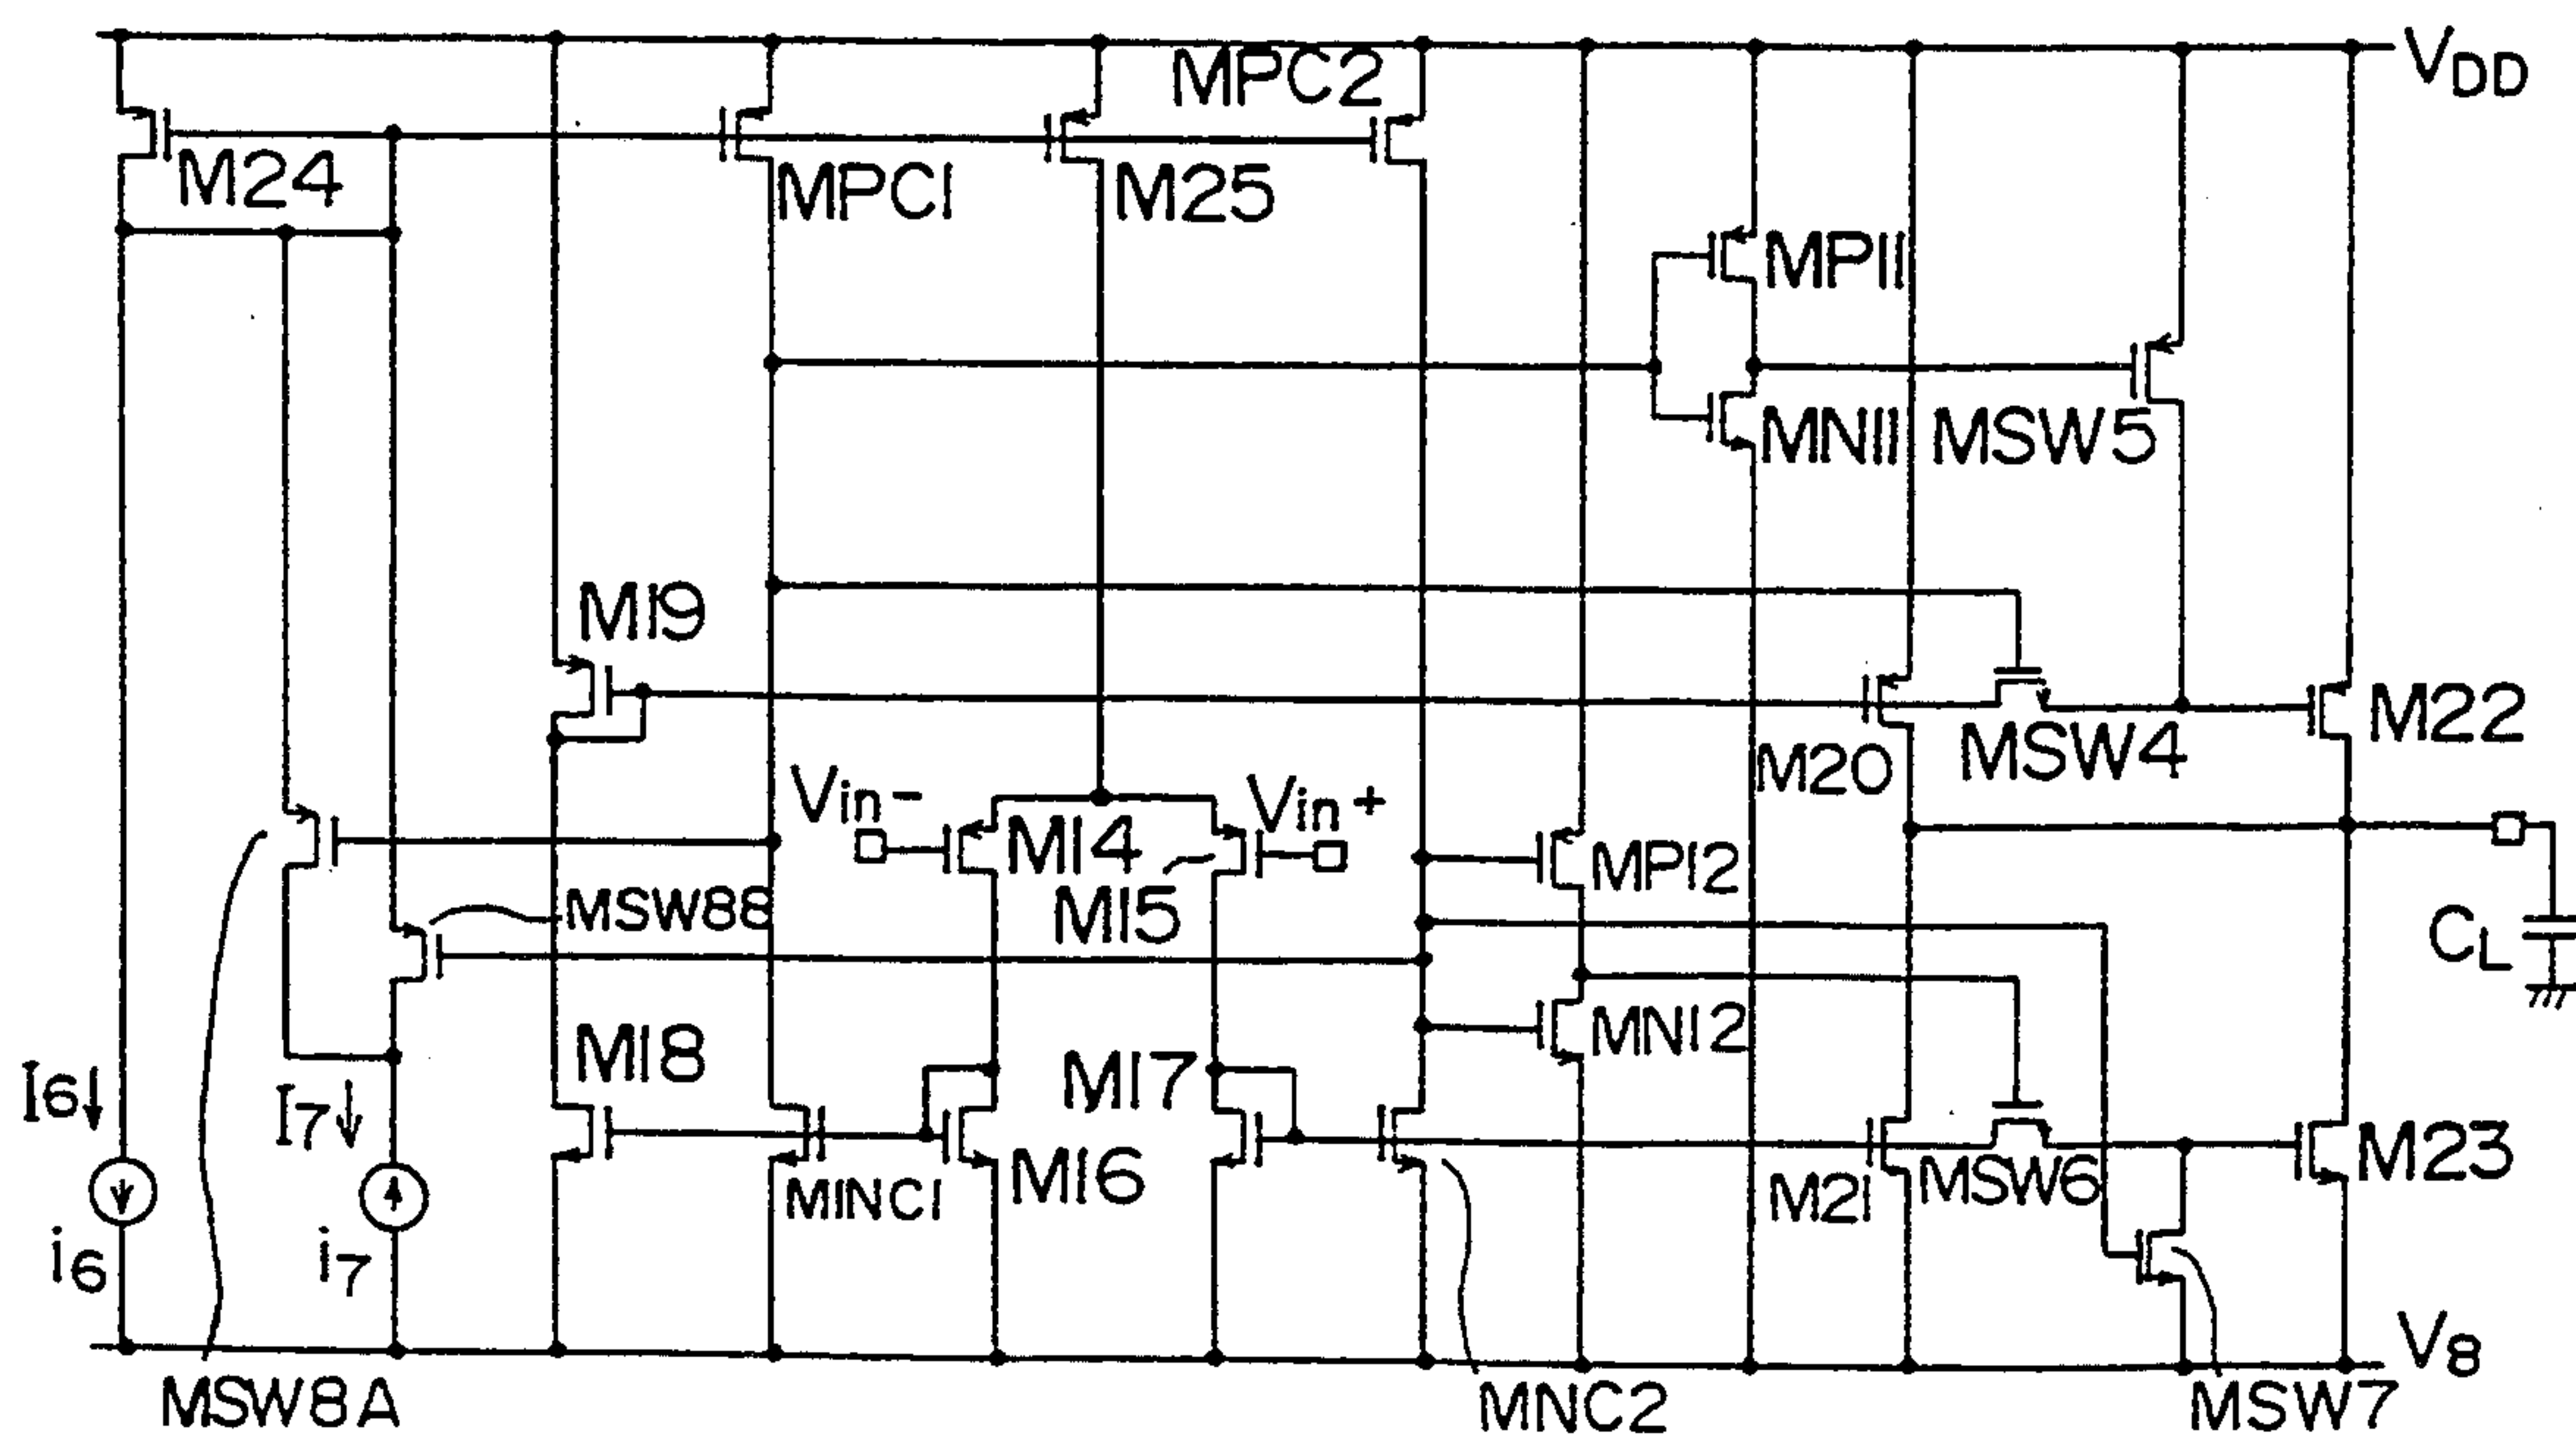 VDD
MPC2
M24
MPC1
M25
MP11
MN11
MSW5
M19
M20
MSW4
M22
Vin-
M14
Vin+
M15
MP12
MSW88
CL
M18
M17
MN12
I6↓
I7↓
M1NC1
M16
M21
MSW6
M23
i6
i7
V8
MSW8A
MNC2
MSW7